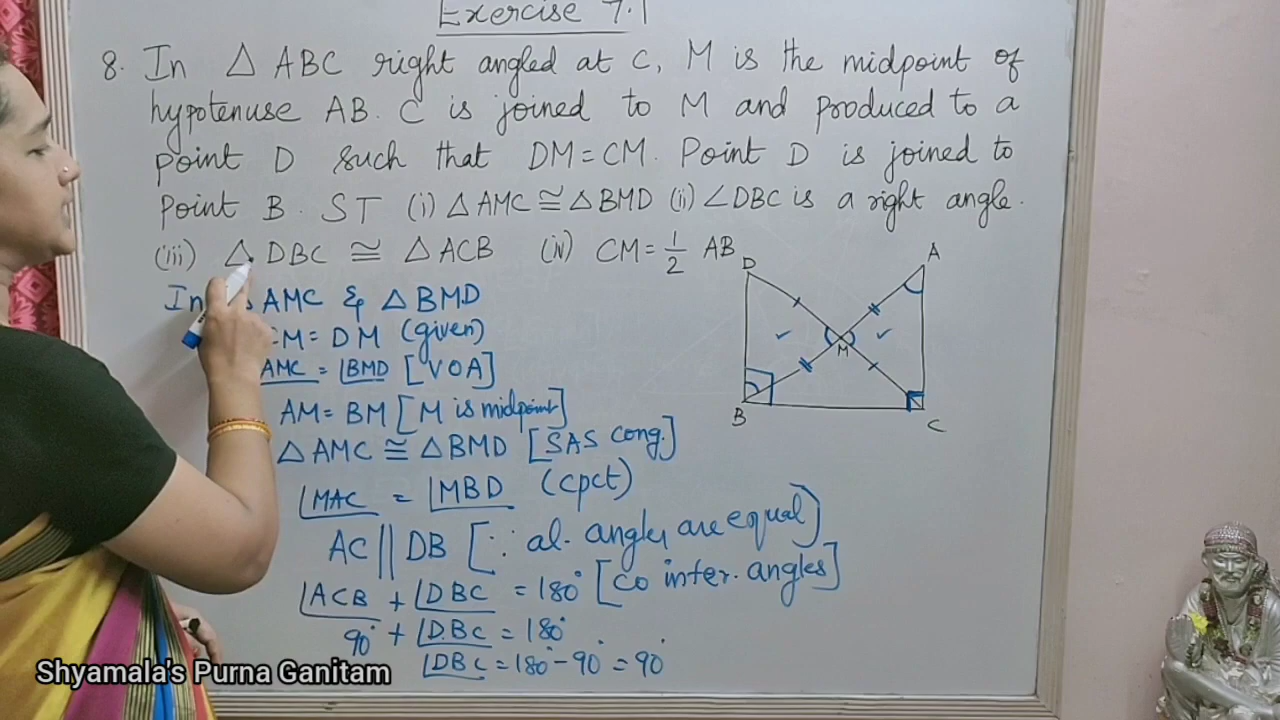 Exercise 7.1
8. In △ ABC right angled at C, M is the midpoint of
hypotenuse AB. C is joined to M and produced to a
point D such that DM = CM. Point D is joined to
Point B. ST (i) △ AMC ≅ △ BMD (ii) ∠DBC is a right angle.
(iii) △ DBC ≅ △ ACB (iv) CM = 1/2 AB
In △ AMC & △ BMD
CM = DM (given)
∠AMC = ∠BMD [VOA]
AM = BM [M is midpoint]
△ AMC ≅ △ BMD [SAS cong.]
∠MAC = ∠MBD (cpct)
AC || DB [∵ al. angles are equal]
∠ACB + ∠DBC = 180° [co inter. angles]
90° + ∠DBC = 180°
∠DBC = 180° - 90° = 90°
D
A
M
B
C
Shyamala's Purna Ganitam